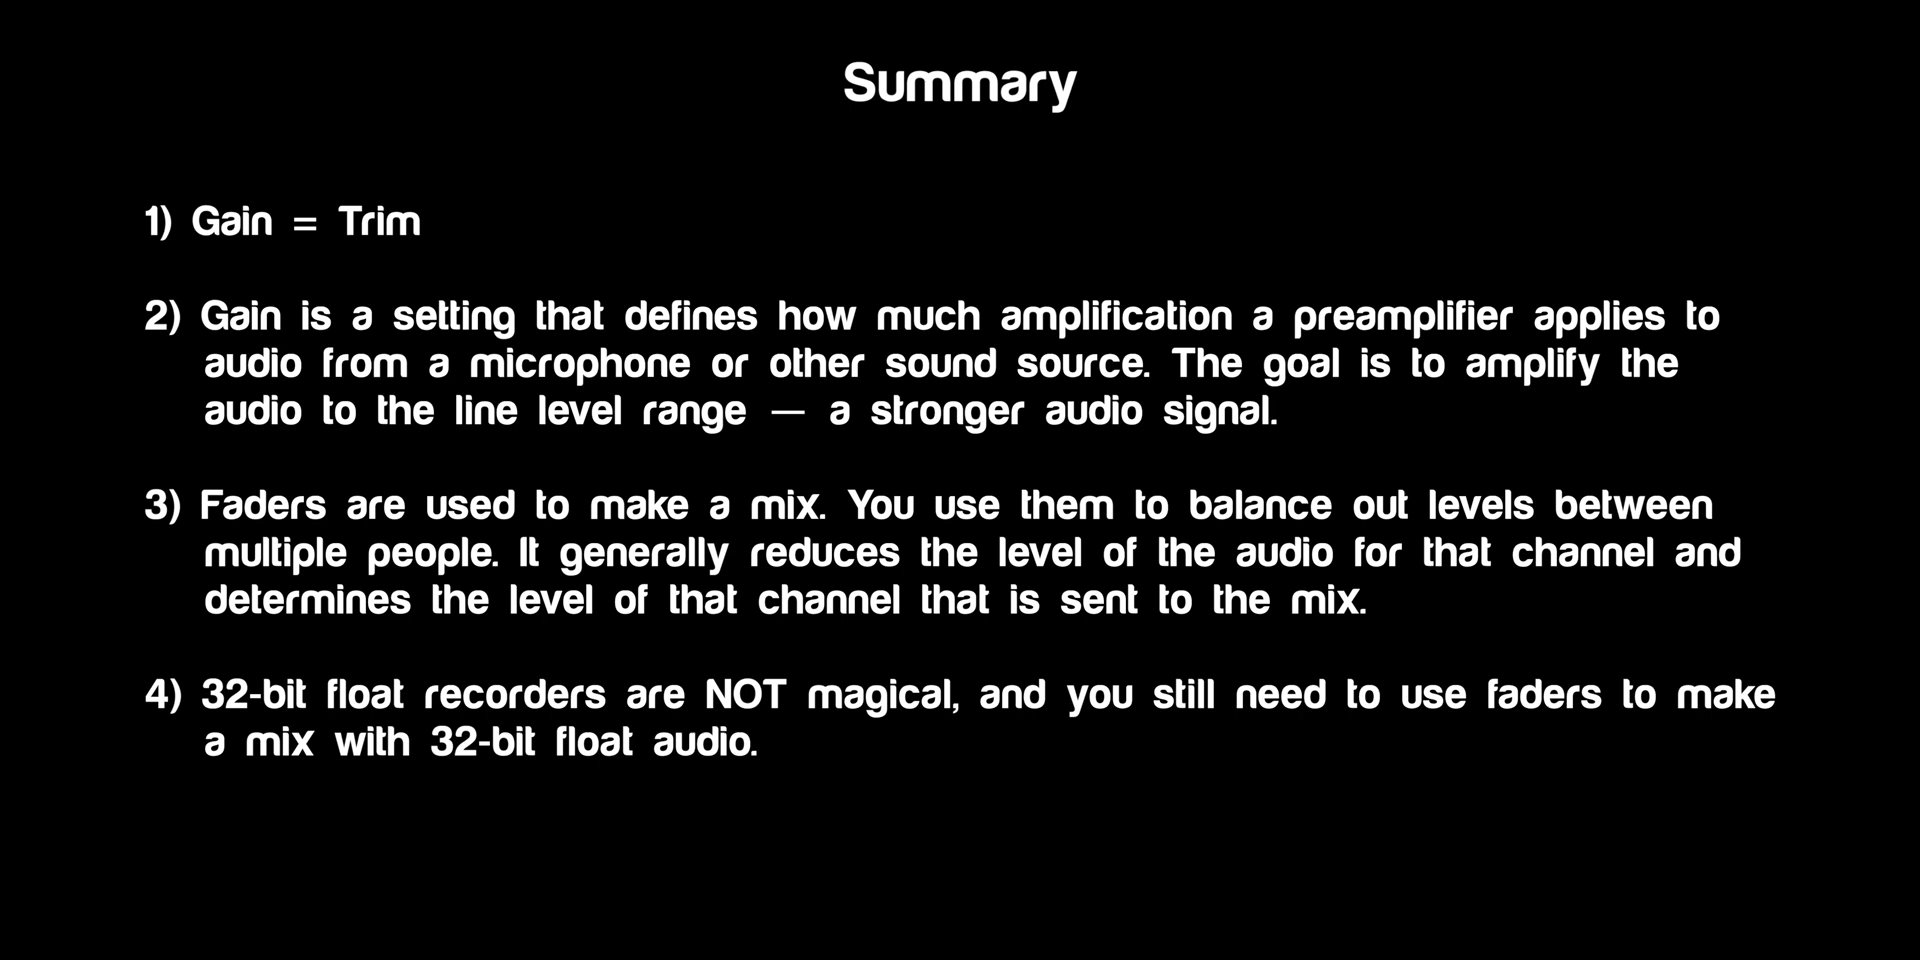 Summary
1) Gain = Trim
2) Gain is a setting that defines how much amplification a preamplifier applies to
audio from a microphone or other sound source. The goal is to amplify the
audio to the line level range — a stronger audio signal.
3) Faders are used to make a mix. You use them to balance out levels between
multiple people. It generally reduces the level of the audio for that channel and
determines the level of that channel that is sent to the mix.
4) 32-bit float recorders are NOT magical, and you still need to use faders to make
a mix with 32-bit float audio.